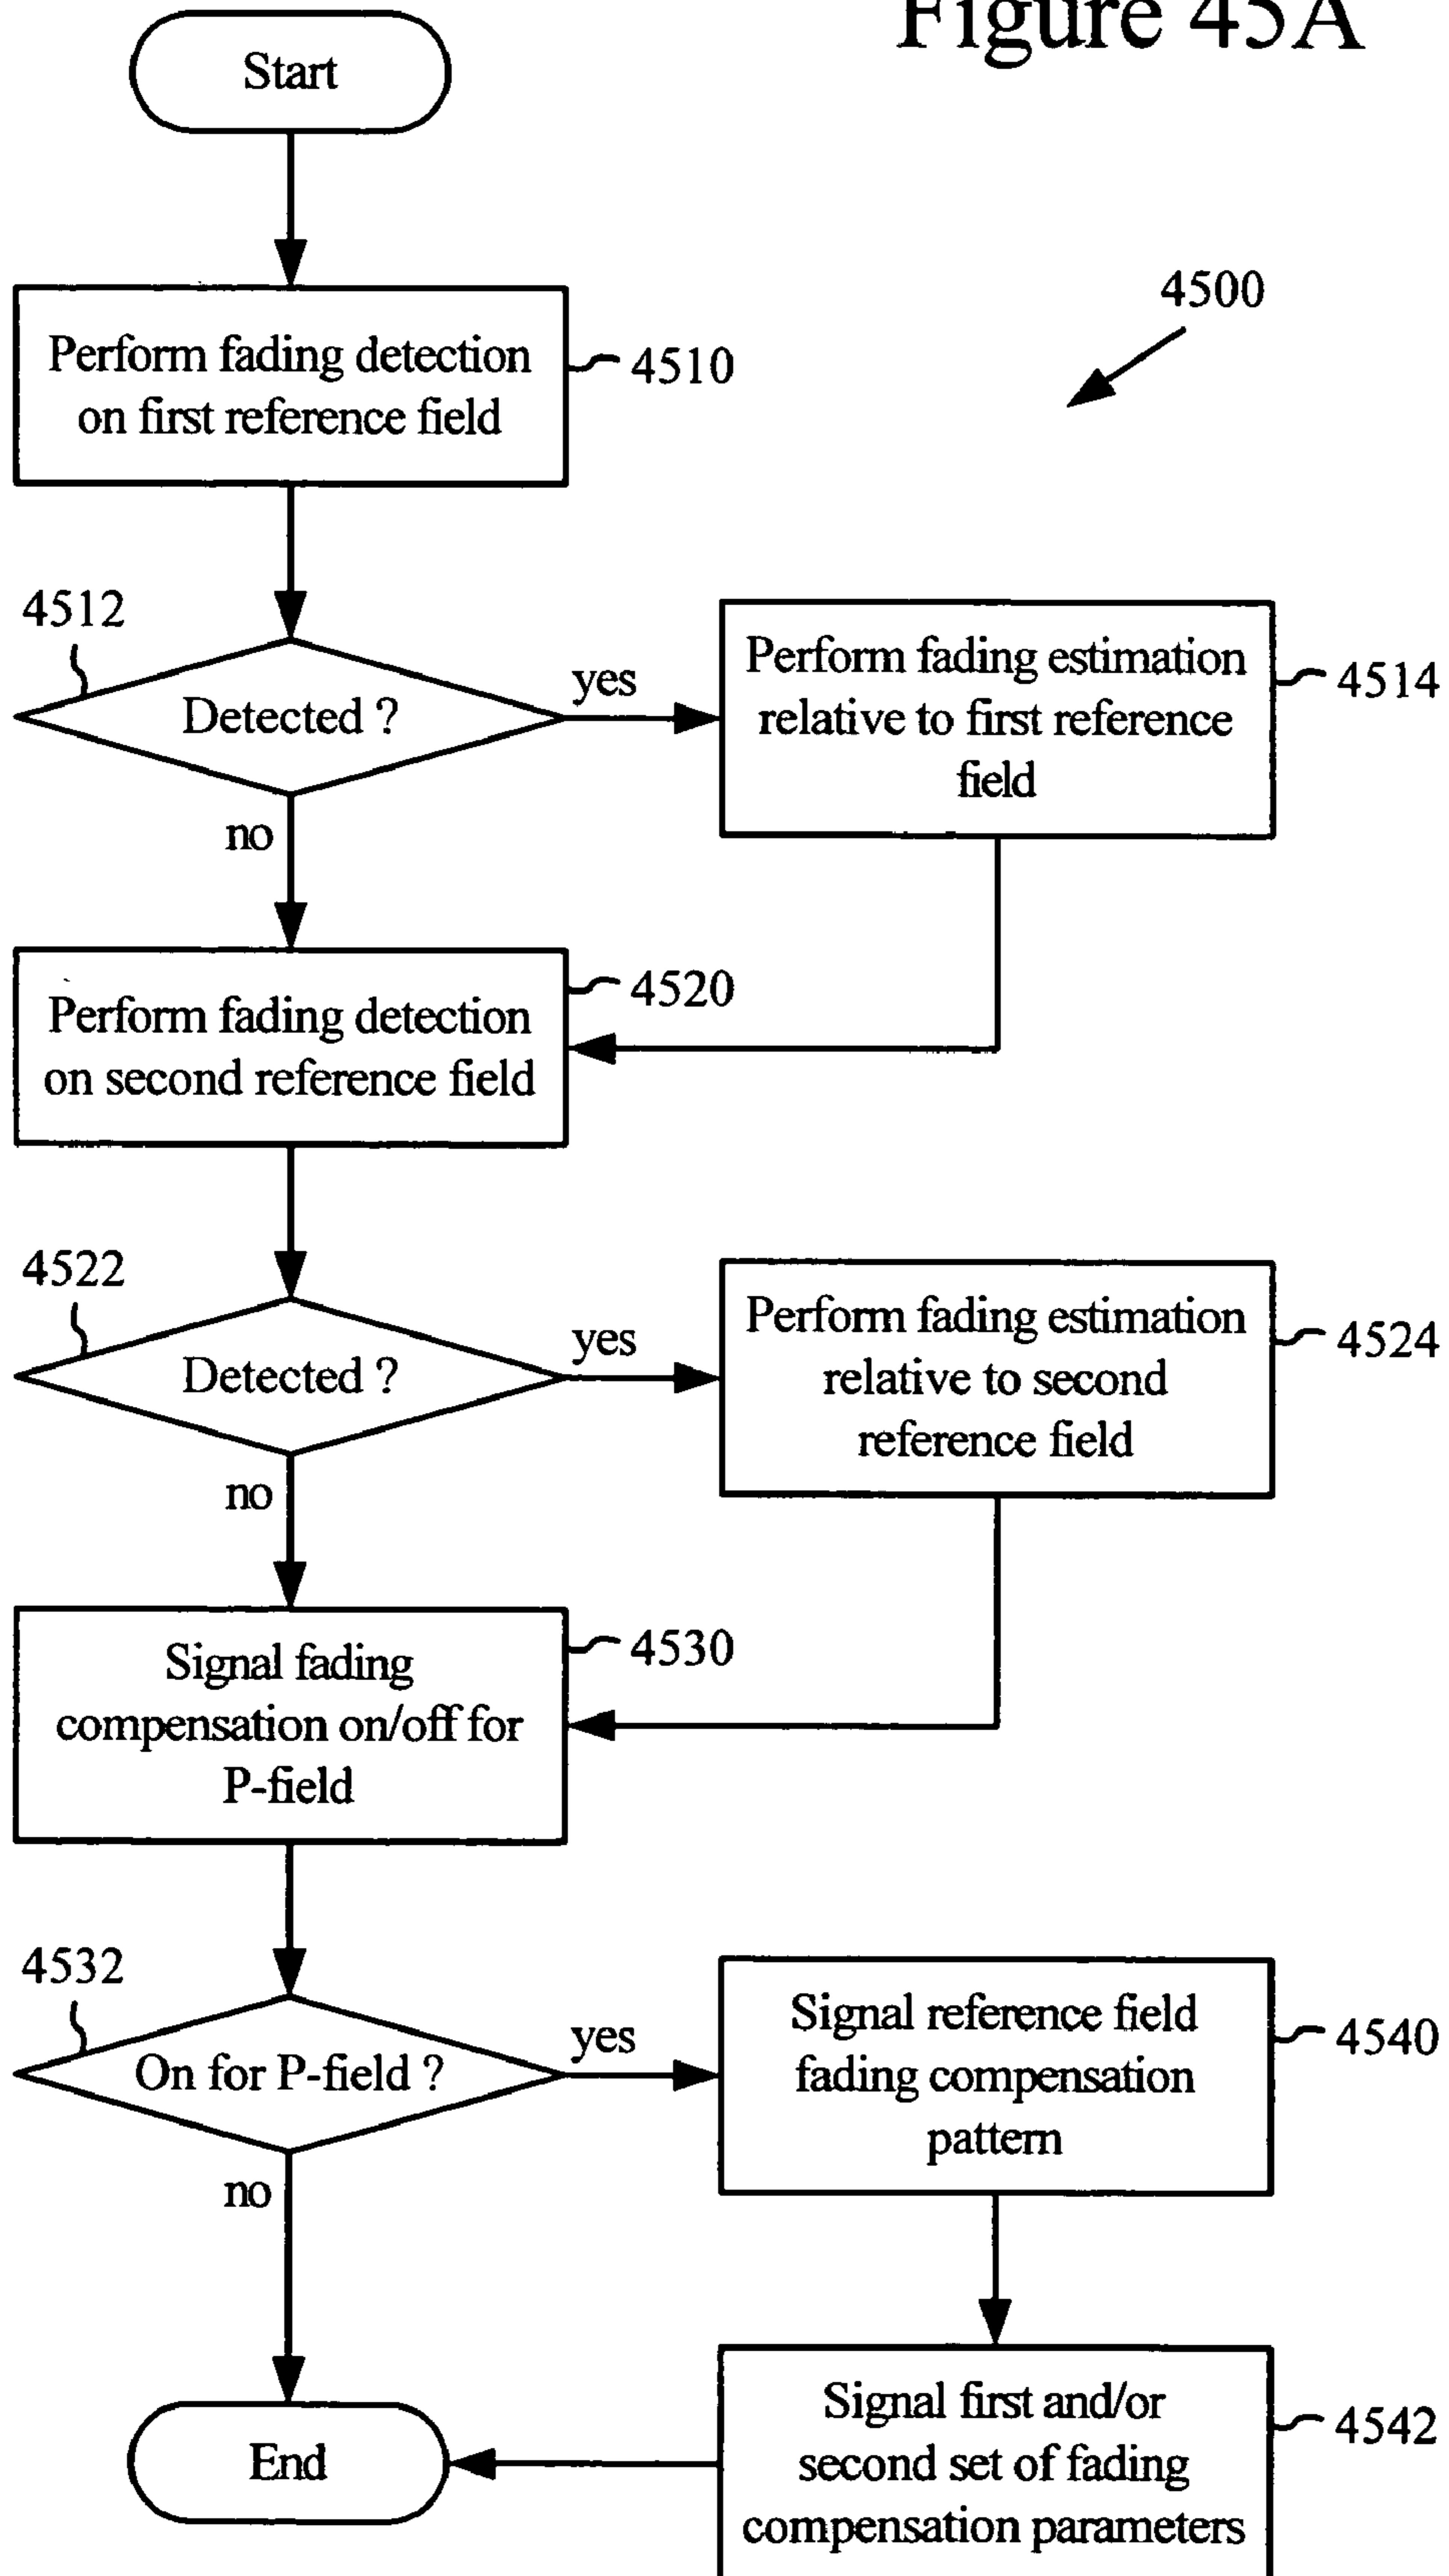 Figure 45A
Start
4500
Perform fading detection
on first reference field
4510
4512
Detected ?
yes
no
Perform fading estimation
relative to first reference
field
4514
Perform fading detection
on second reference field
4520
4522
Detected ?
yes
no
Perform fading estimation
relative to second
reference field
4524
Signal fading
compensation on/off for
P-field
4530
4532
On for P-field ?
yes
no
Signal reference field
fading compensation
pattern
4540
Signal first and/or
second set of fading
compensation parameters
4542
End